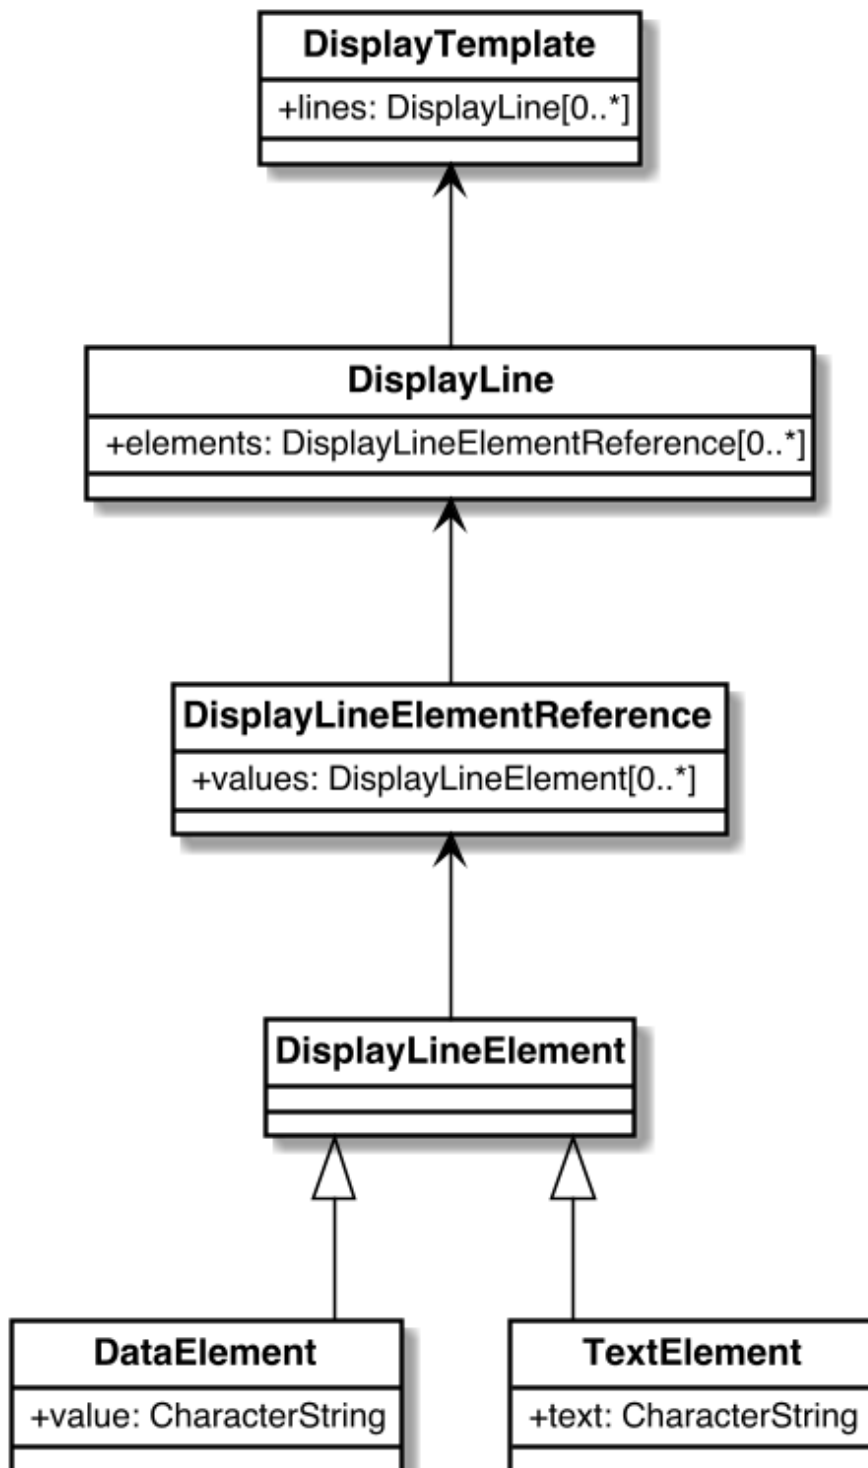 DisplayTemplate
+lines: DisplayLine[0..*]
DisplayLine
+elements: DisplayLineElementReference[0..*]
DisplayLineElementReference
+values: DisplayLineElement[0..*]
DisplayLineElement
DataElement
+value: CharacterString
TextElement
+text: CharacterString